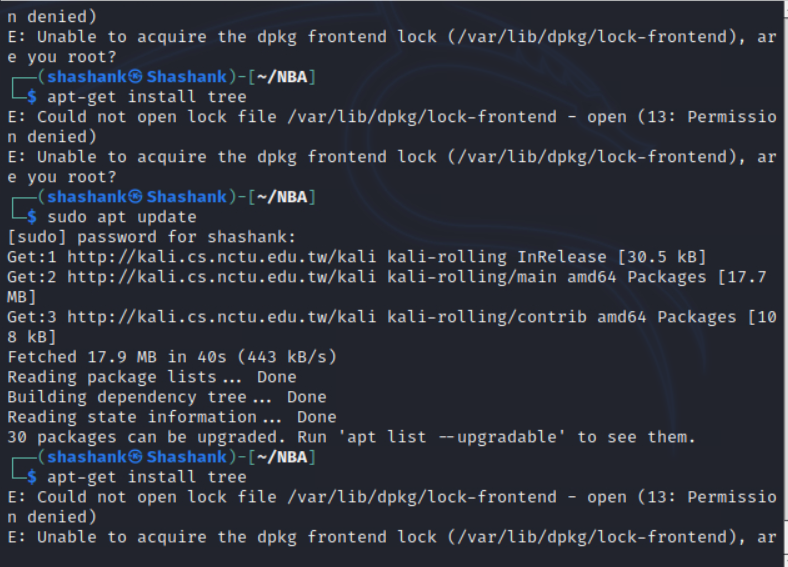 n denied)
E: Unable to acquire the dpkg frontend lock (/var/lib/dpkg/lock-frontend), ar
e you root?
┌──(shashank㉿Shashank)-[~/NBA]
└─$ apt-get install tree
E: Could not open lock file /var/lib/dpkg/lock-frontend - open (13: Permissio
n denied)
E: Unable to acquire the dpkg frontend lock (/var/lib/dpkg/lock-frontend), ar
e you root?
┌──(shashank㉿Shashank)-[~/NBA]
└─$ sudo apt update
[sudo] password for shashank:
Get:1 http://kali.cs.nctu.edu.tw/kali kali-rolling InRelease [30.5 kB]
Get:2 http://kali.cs.nctu.edu.tw/kali kali-rolling/main amd64 Packages [17.7
MB]
Get:3 http://kali.cs.nctu.edu.tw/kali kali-rolling/contrib amd64 Packages [10
8 kB]
Fetched 17.9 MB in 40s (443 kB/s)
Reading package lists... Done
Building dependency tree... Done
Reading state information... Done
30 packages can be upgraded. Run 'apt list --upgradable' to see them.
┌──(shashank㉿Shashank)-[~/NBA]
└─$ apt-get install tree
E: Could not open lock file /var/lib/dpkg/lock-frontend - open (13: Permissio
n denied)
E: Unable to acquire the dpkg frontend lock (/var/lib/dpkg/lock-frontend), ar